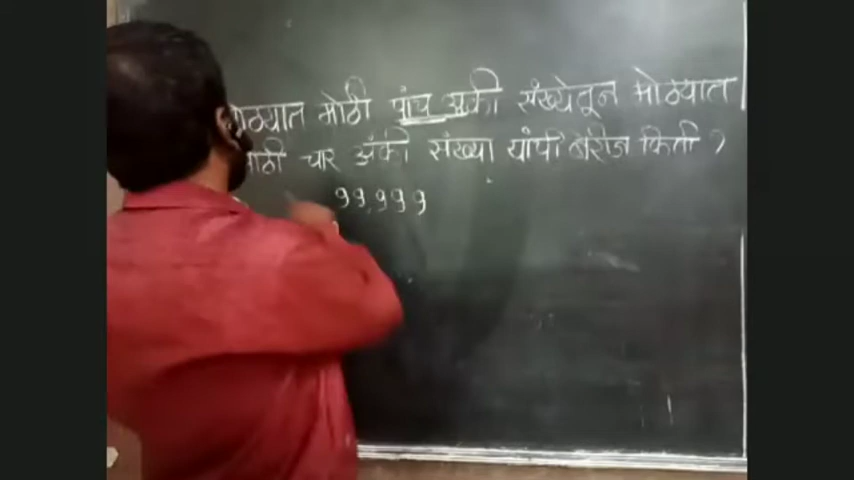 मोठ्यात मोठी पांच अंकी संख्येतून मोठ्यात
मोठी चार अंकी संख्या यांची बेरीज किती ?
99,999